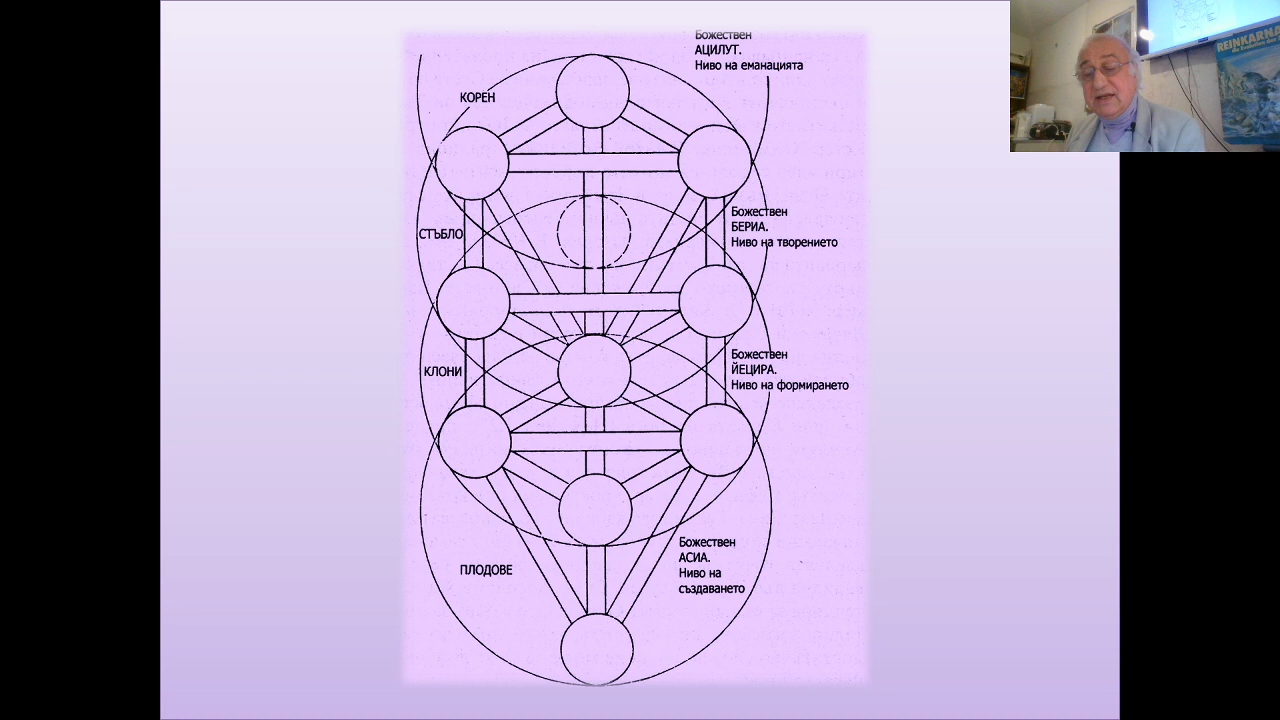 Божествен
АЦИЛУТ.
Ниво на еманацията
КОРЕН
Божествен
БЕРИА.
Ниво на творението
СТЪБЛО
Божествен
ЙЕЦИРА.
Ниво на формирането
КЛОНИ
Божествен
АСИА.
Ниво на
създаването
ПЛОДОВЕ